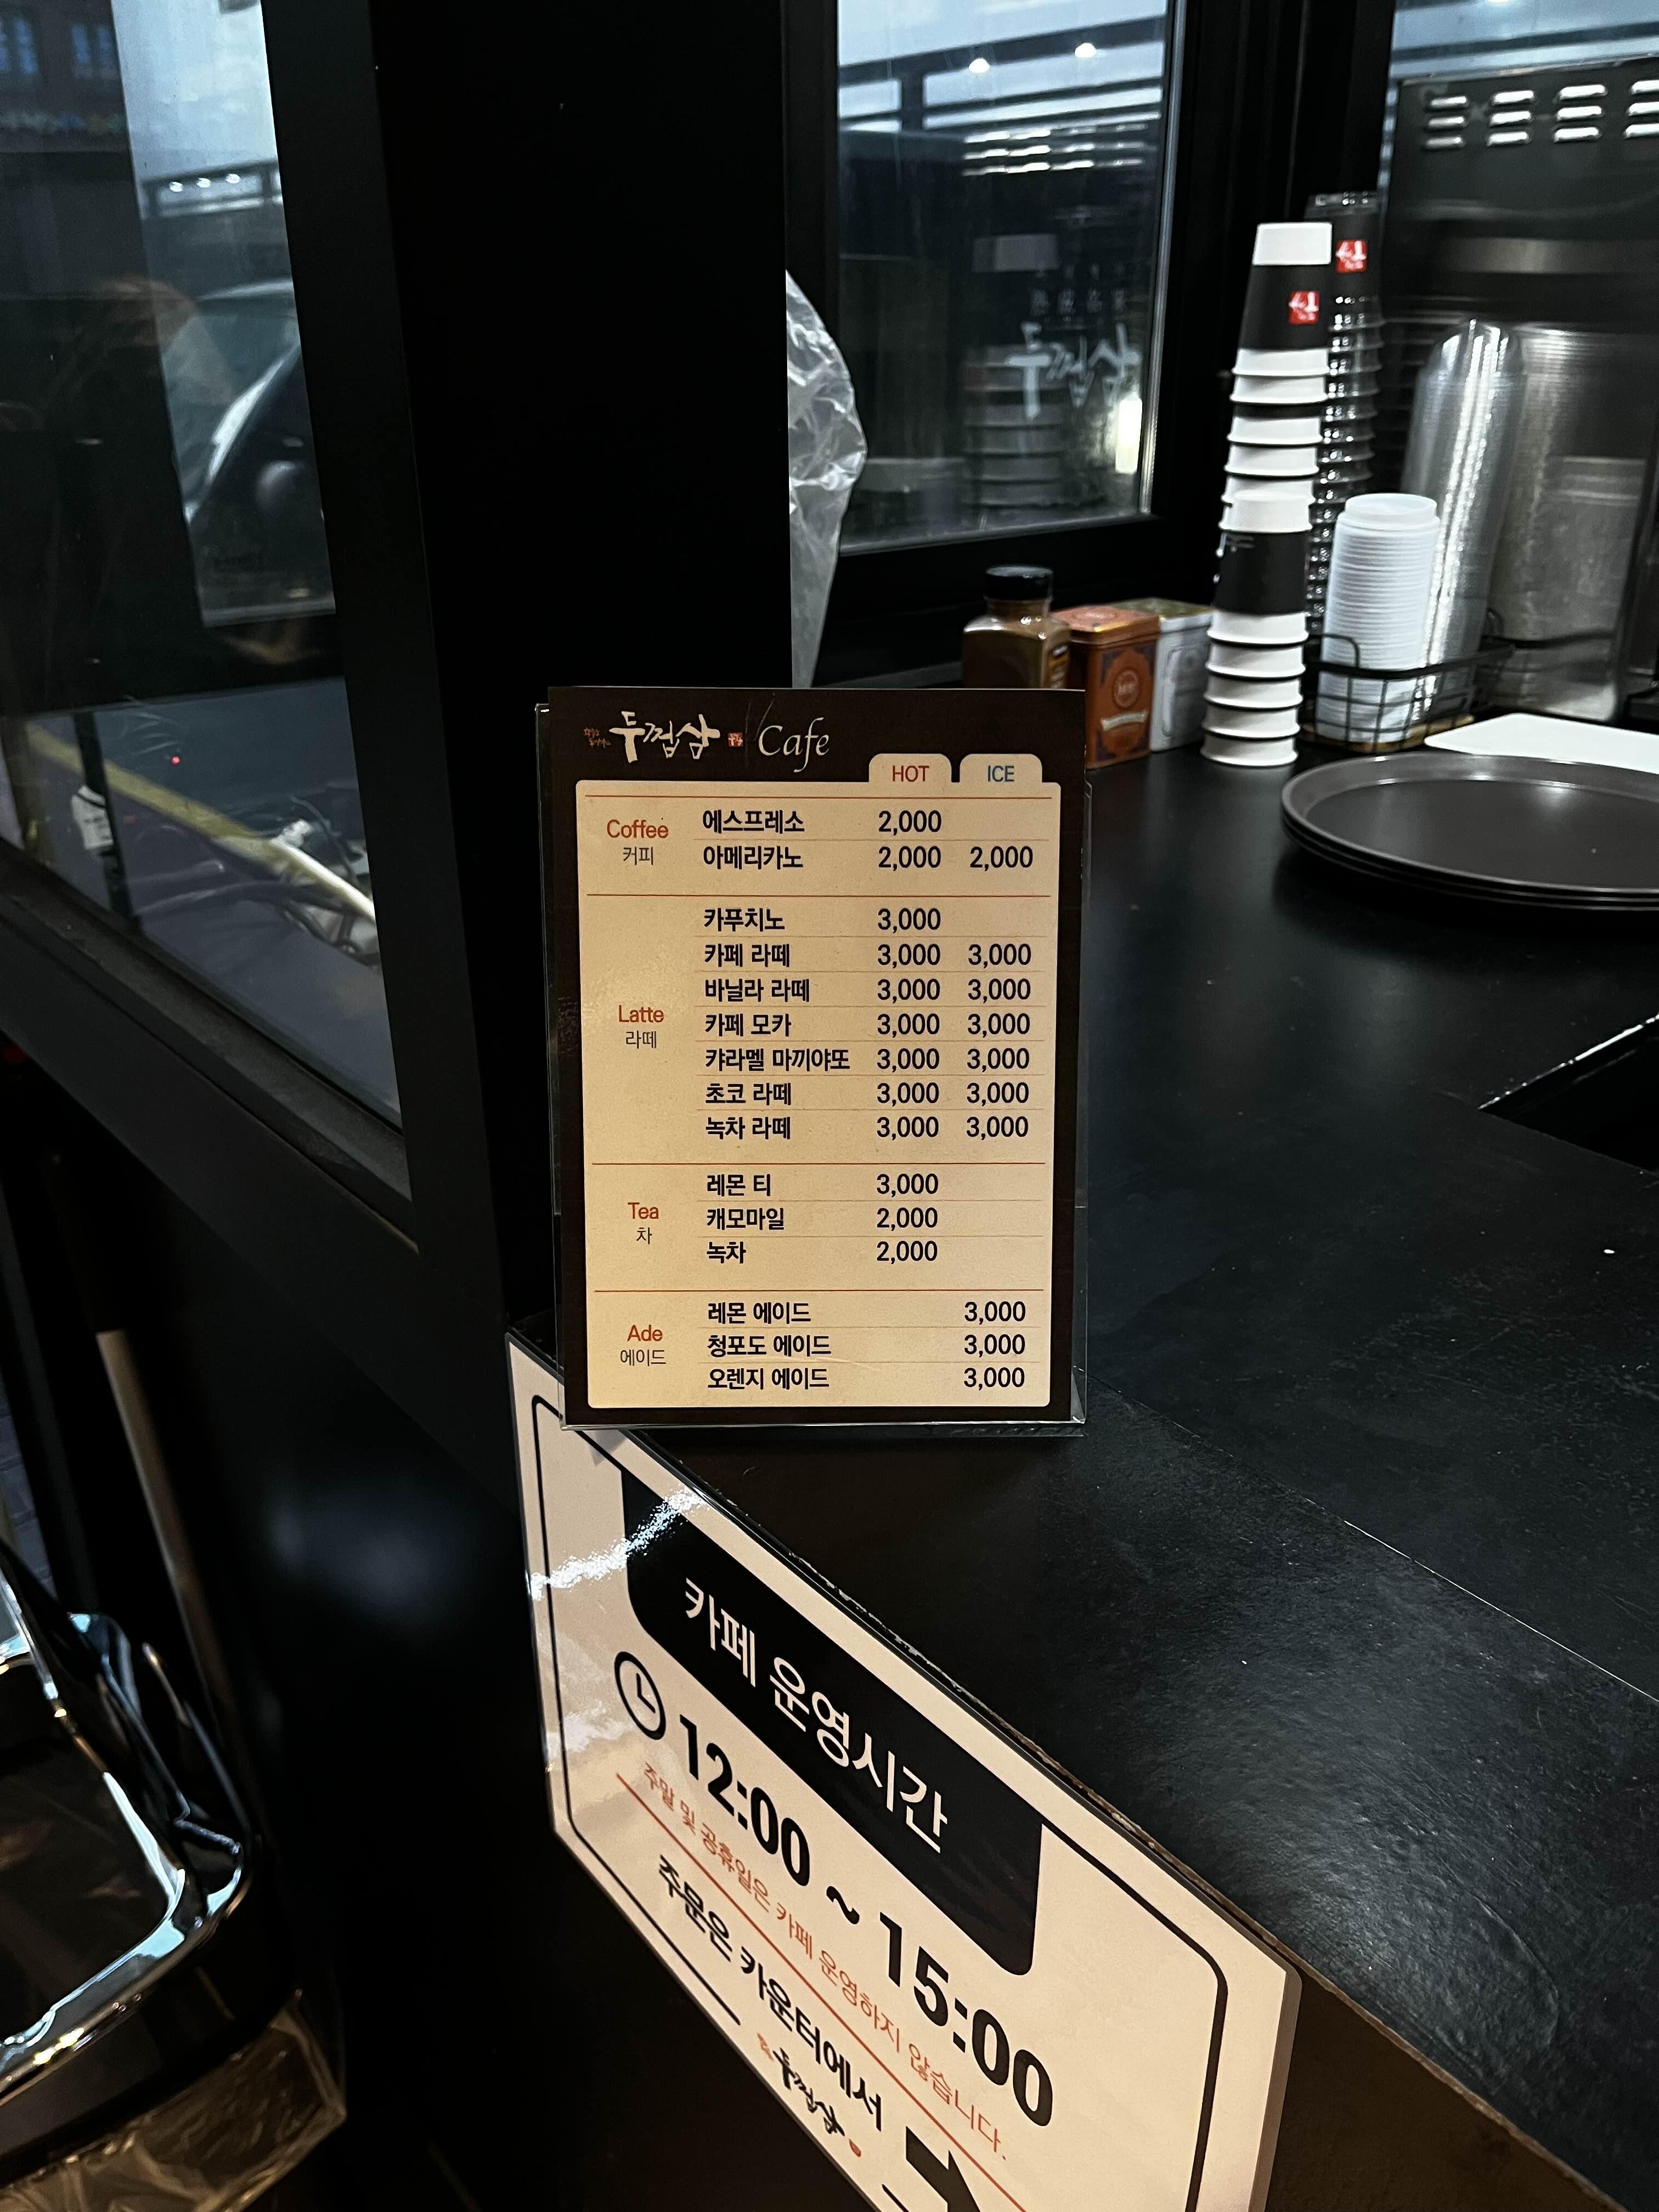 두껍삼 Cafe
HOT ICE
Coffee
커피
에스프레소 2,000
아메리카노 2,000 2,000
Latte
라떼
카푸치노 3,000
카페 라떼 3,000 3,000
바닐라 라떼 3,000 3,000
카페 모카 3,000 3,000
캬라멜 마끼야또 3,000 3,000
초코 라떼 3,000 3,000
녹차 라떼 3,000 3,000
Tea
차
레몬 티 3,000
캐모마일 2,000
녹차 2,000
Ade
에이드
레몬 에이드 3,000
청포도 에이드 3,000
오렌지 에이드 3,000
카페 운영시간
12:00 ~ 15:00
주말 및 공휴일은 카페 운영하지 않습니다.
주문은 카운터에서
두껍삼
두껍삼